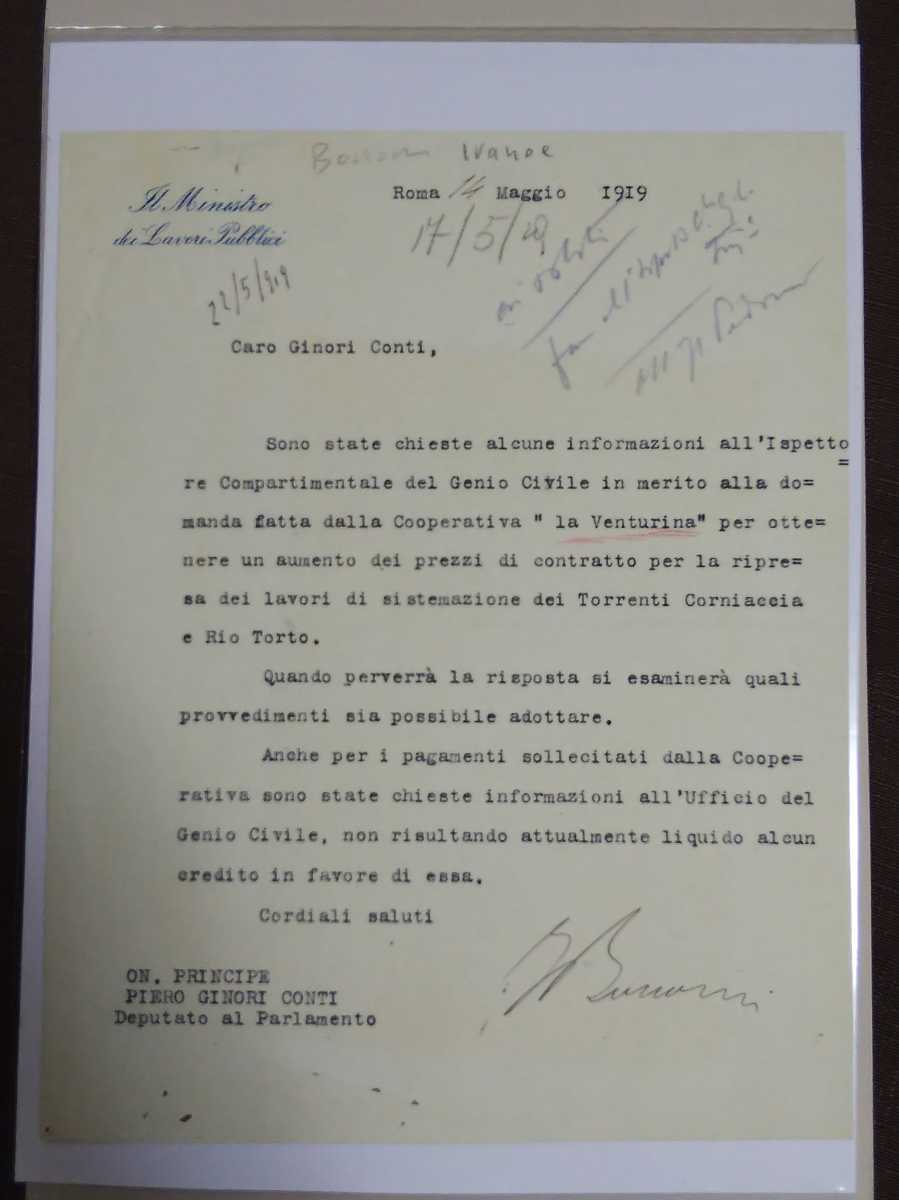 Ivanoe
Il Ministro
dei Lavori Pubblici
Roma 14 Maggio 1919
17/5/19
22/5/919
Caro Ginori Conti,
Sono state chieste alcune informazioni all'Ispetto=
re Compartimentale del Genio Civile in merito alla do=
manda fatta dalla Cooperativa " la Venturina" per otte=
nere un aumento dei prezzi di contratto per la ripre=
sa dei lavori di sistemazione dei Torrenti Corniaccia
e Rio Torto.
Quando perverrà la risposta si esaminerà quali
provvedimenti sia possibile adottare.
Anche per i pagamenti sollecitati dalla Coope=
rativa sono state chieste informazioni all'Ufficio del
Genio Civile, non risultando attualmente liquido alcun
credito in favore di essa.
Cordiali saluti
ON. PRINCIPE
PIERO GINORI CONTI
Deputato al Parlamento
Bonomi